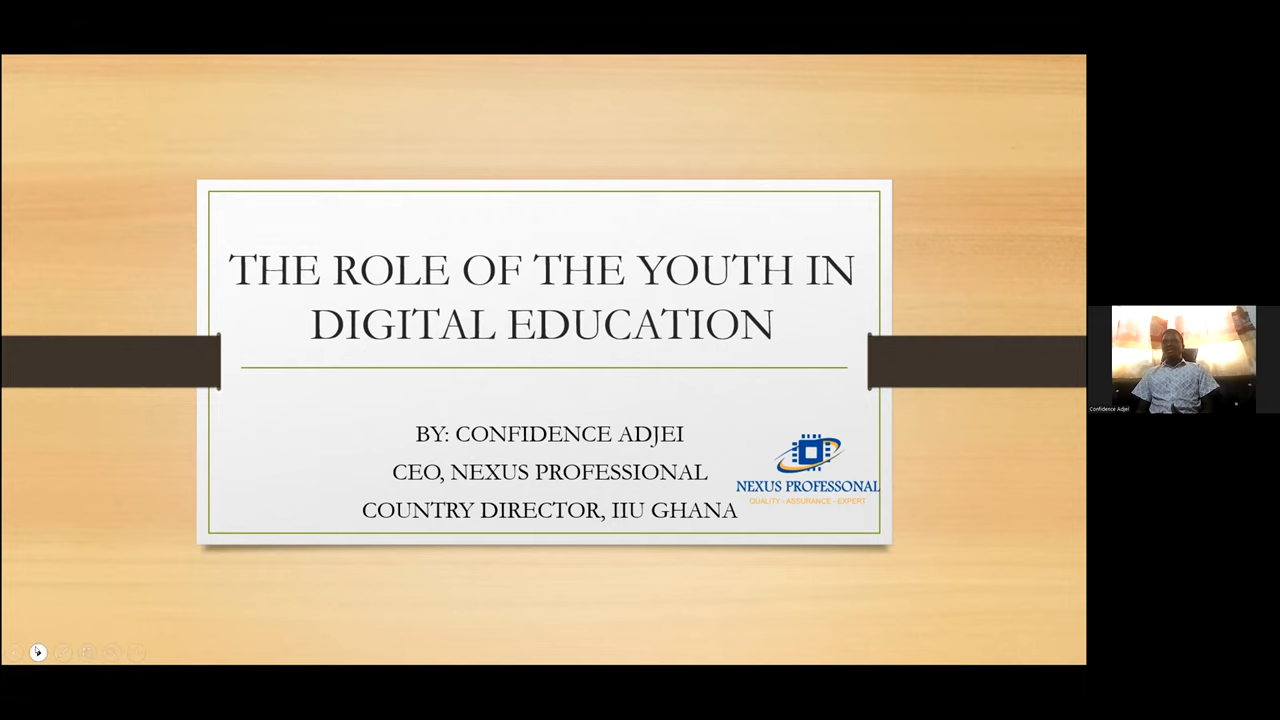 THE ROLE OF THE YOUTH IN
DIGITAL EDUCATION
BY: CONFIDENCE ADJEI
CEO, NEXUS PROFESSIONAL
COUNTRY DIRECTOR, IIU GHANA
NEXUS PROFESSONAL
QUALITY - ASSURANCE - EXPERT
Confidence Adjei